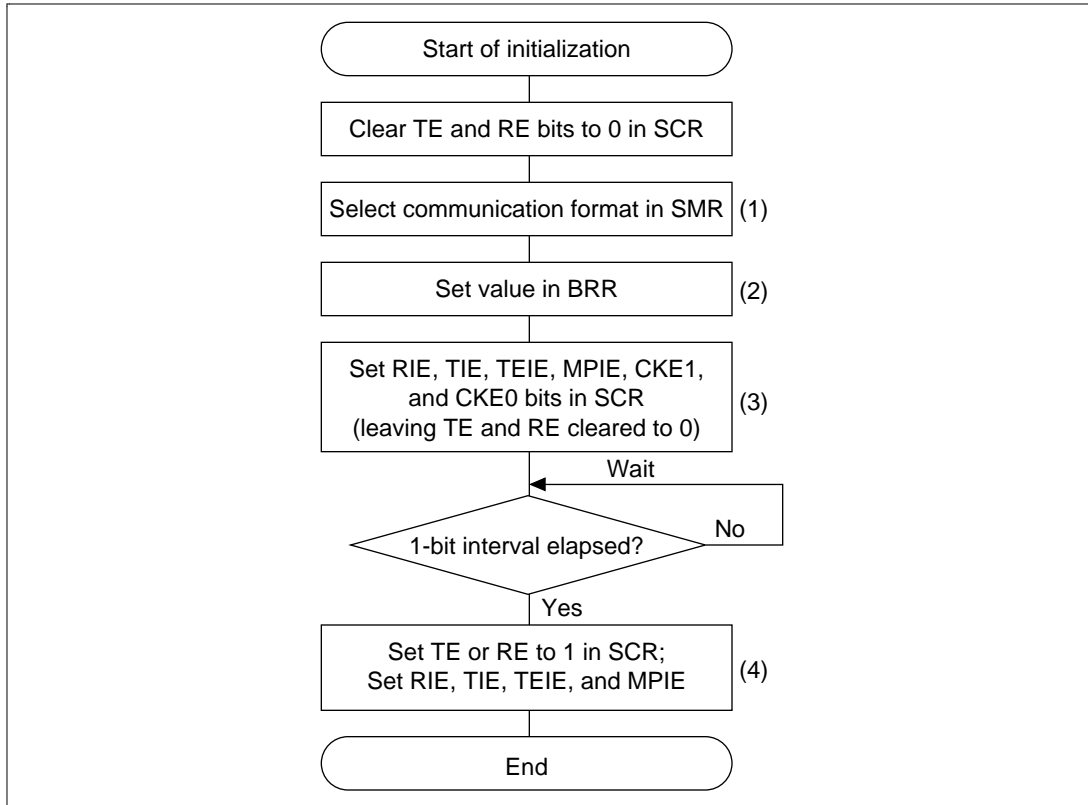 Start of initialization
Clear TE and RE bits to 0 in SCR
Select communication format in SMR
(1)
Set value in BRR
(2)
Set RIE, TIE, TEIE, MPIE, CKE1,
and CKE0 bits in SCR
(leaving TE and RE cleared to 0)
(3)
Wait
1-bit interval elapsed?
No
Yes
Set TE or RE to 1 in SCR;
Set RIE, TIE, TEIE, and MPIE
(4)
End